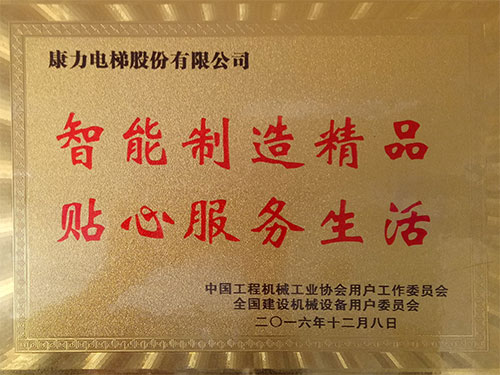 康力电梯股份有限公司
智能制造精品
贴心服务生活
中国工程机械工业协会用户工作委员会
全国建设机械设备用户委员会
二〇一六年十二月八日